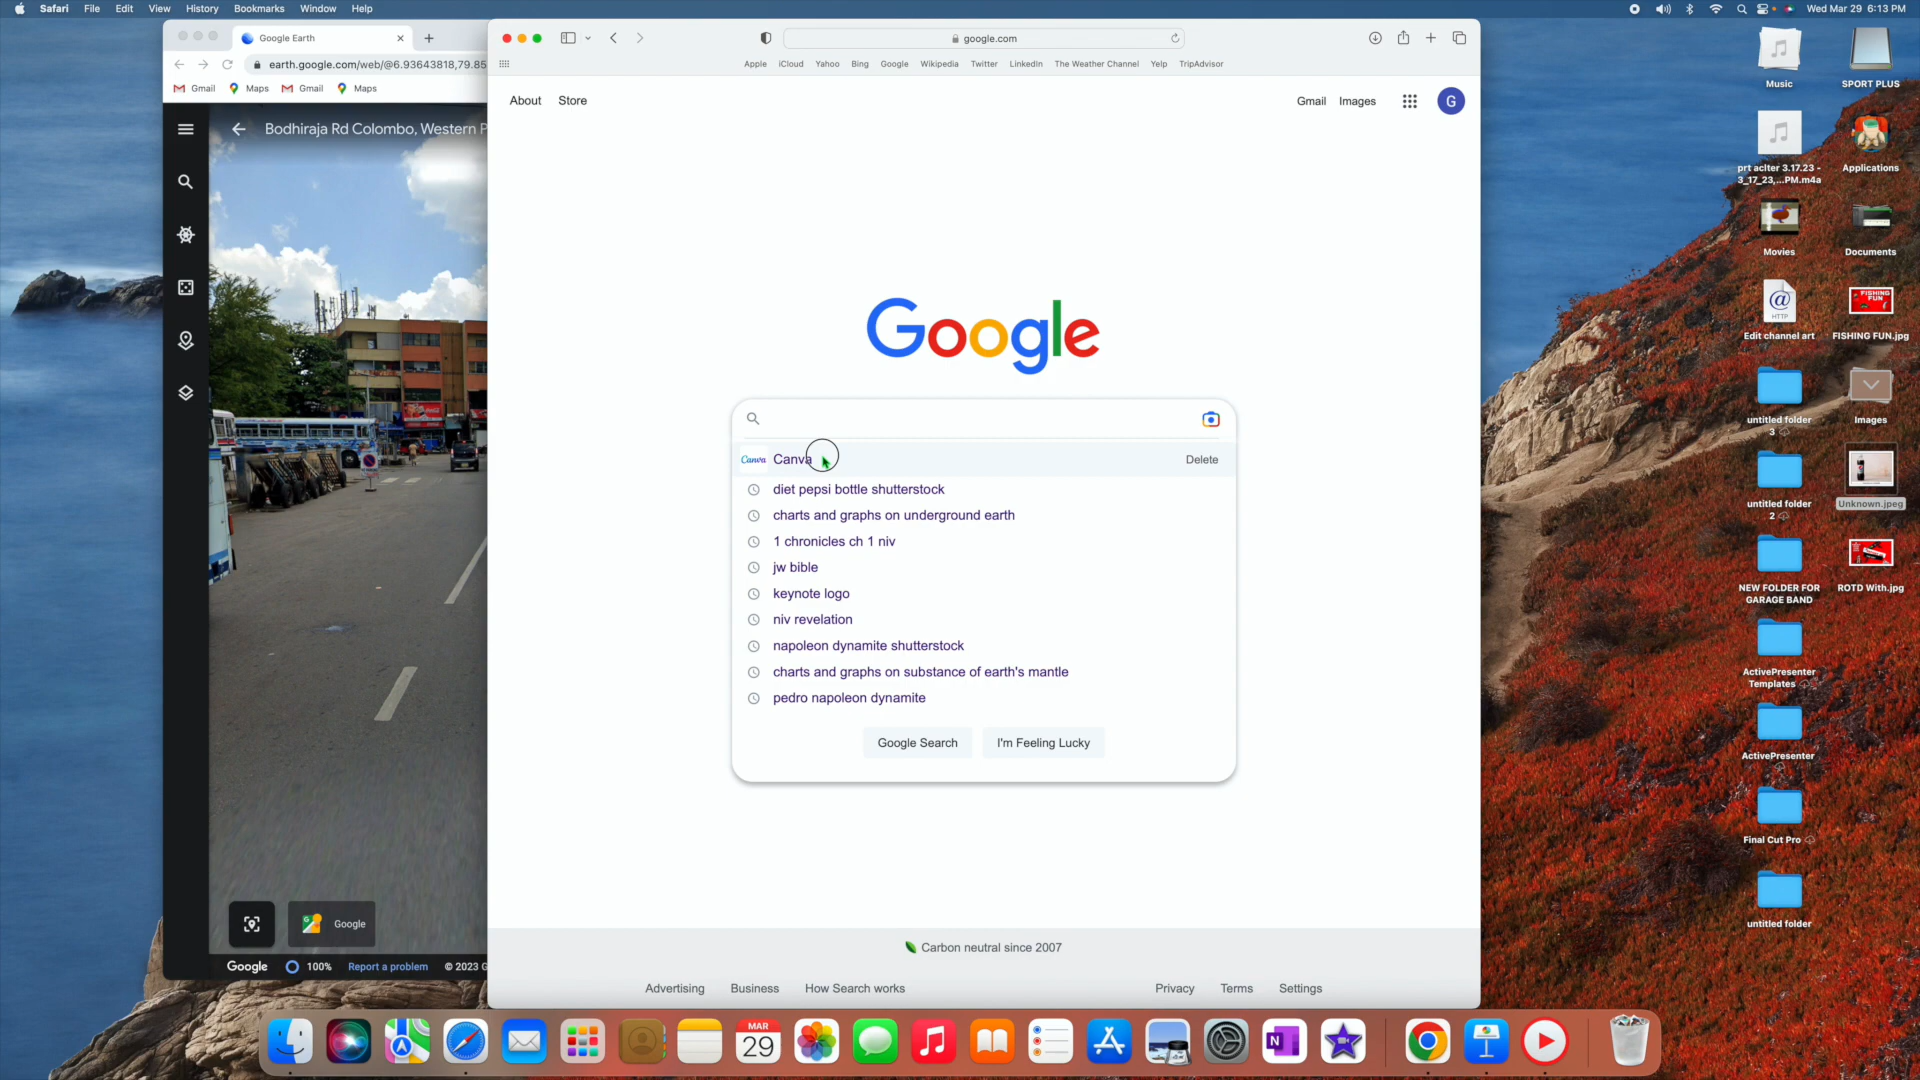 Safari File Edit View History Bookmarks Window Help
Wed Mar 29 6:13 PM
Google Earth
earth.google.com/web/@6.93643818,79.85
Gmail Maps Gmail Maps
Bodhiraja Rd Colombo, Western P
Google
Google 100% Report a problem © 2023 G
google.com
Apple iCloud Yahoo Bing Google Wikipedia Twitter LinkedIn The Weather Channel Yelp TripAdvisor
About Store
Gmail Images
G
Google
Canva Canva Delete
diet pepsi bottle shutterstock
charts and graphs on underground earth
1 chronicles ch 1 niv
jw bible
keynote logo
niv revelation
napoleon dynamite shutterstock
charts and graphs on substance of earth's mantle
pedro napoleon dynamite
Google Search I'm Feeling Lucky
Carbon neutral since 2007
Advertising Business How Search works
Privacy Terms Settings
Music
SPORT PLUS
prt aclter 3.17.23 -
3_17_23,...PM.m4a
Applications
Movies
Documents
HTTP
Edit channel art
FISHING
FUN
FISHING FUN.jpg
untitled folder
3
Images
untitled folder
2
Unknown.jpeg
NEW FOLDER FOR
GARAGE BAND
ROTD With.jpg
ActivePresenter
Templates
ActivePresenter
Final Cut Pro
untitled folder
MAR
29
N